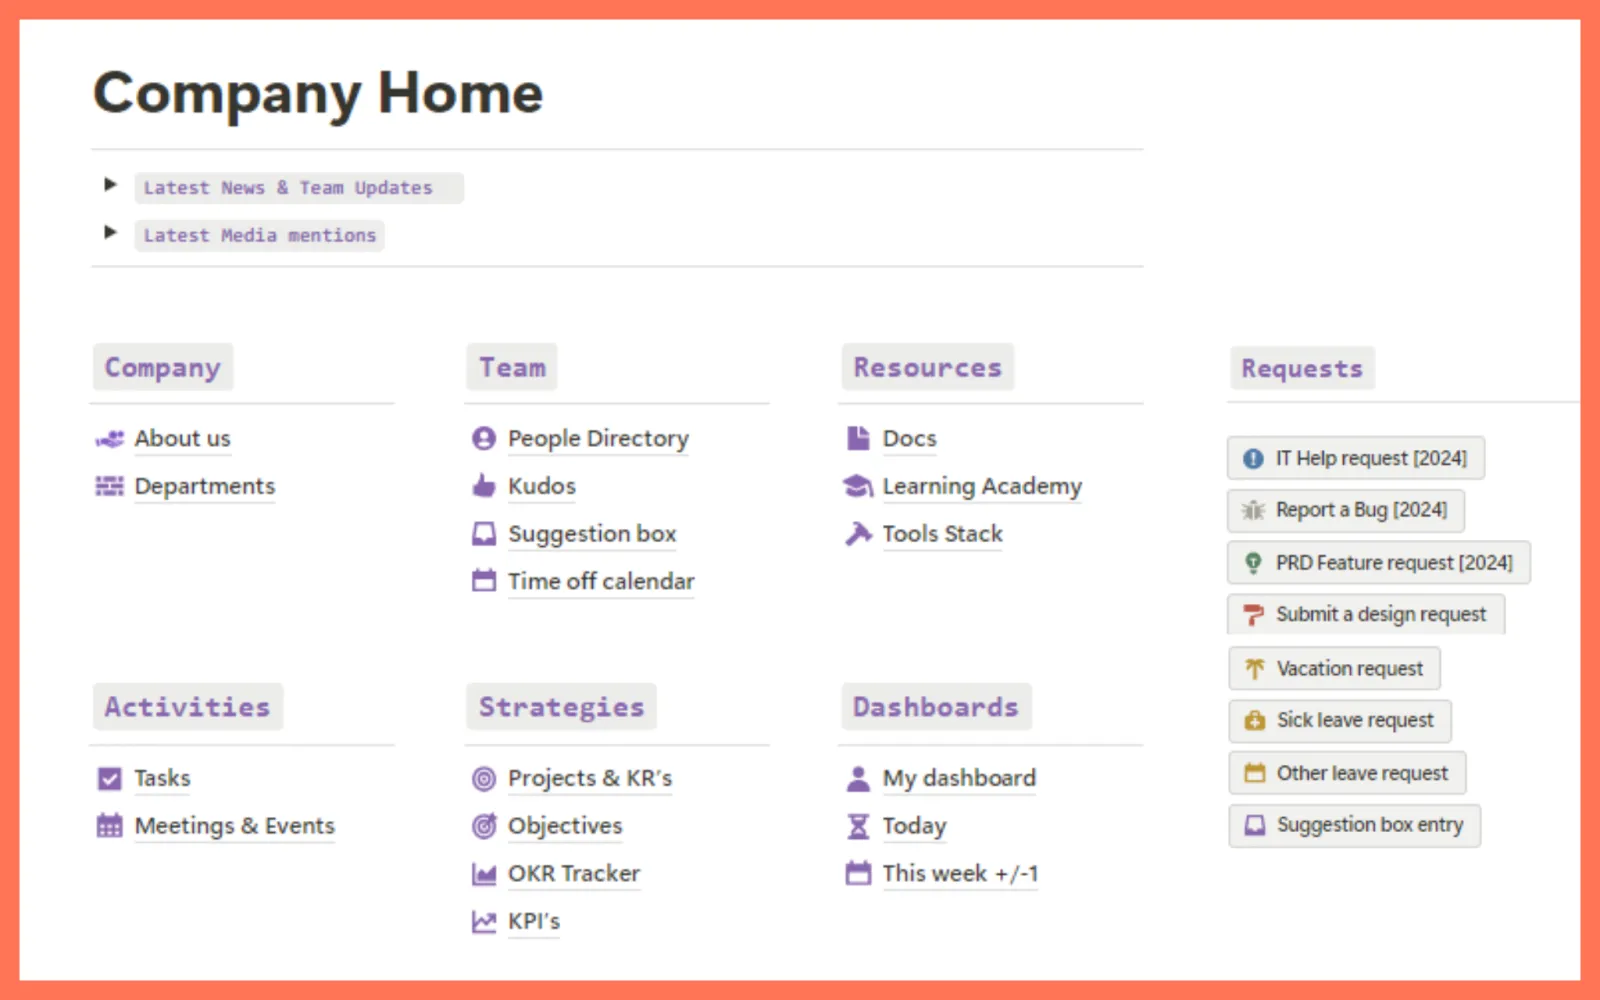 Company Home
Latest News & Team Updates
Latest Media mentions
Company
About us
Departments
Team
People Directory
Kudos
Suggestion box
Time off calendar
Resources
Docs
Learning Academy
Tools Stack
Requests
IT Help request [2024]
Report a Bug [2024]
PRD Feature request [2024]
Submit a design request
Vacation request
Sick leave request
Other leave request
Suggestion box entry
Activities
Tasks
Meetings & Events
Strategies
Projects & KR's
Objectives
OKR Tracker
KPI's
Dashboards
My dashboard
Today
This week +/-1